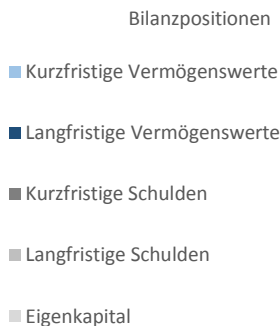 Bilanzpositionen
Kurzfristige Vermögenswerte
Langfristige Vermögenswerte
Kurzfristige Schulden
Langfristige Schulden
Eigenkapital